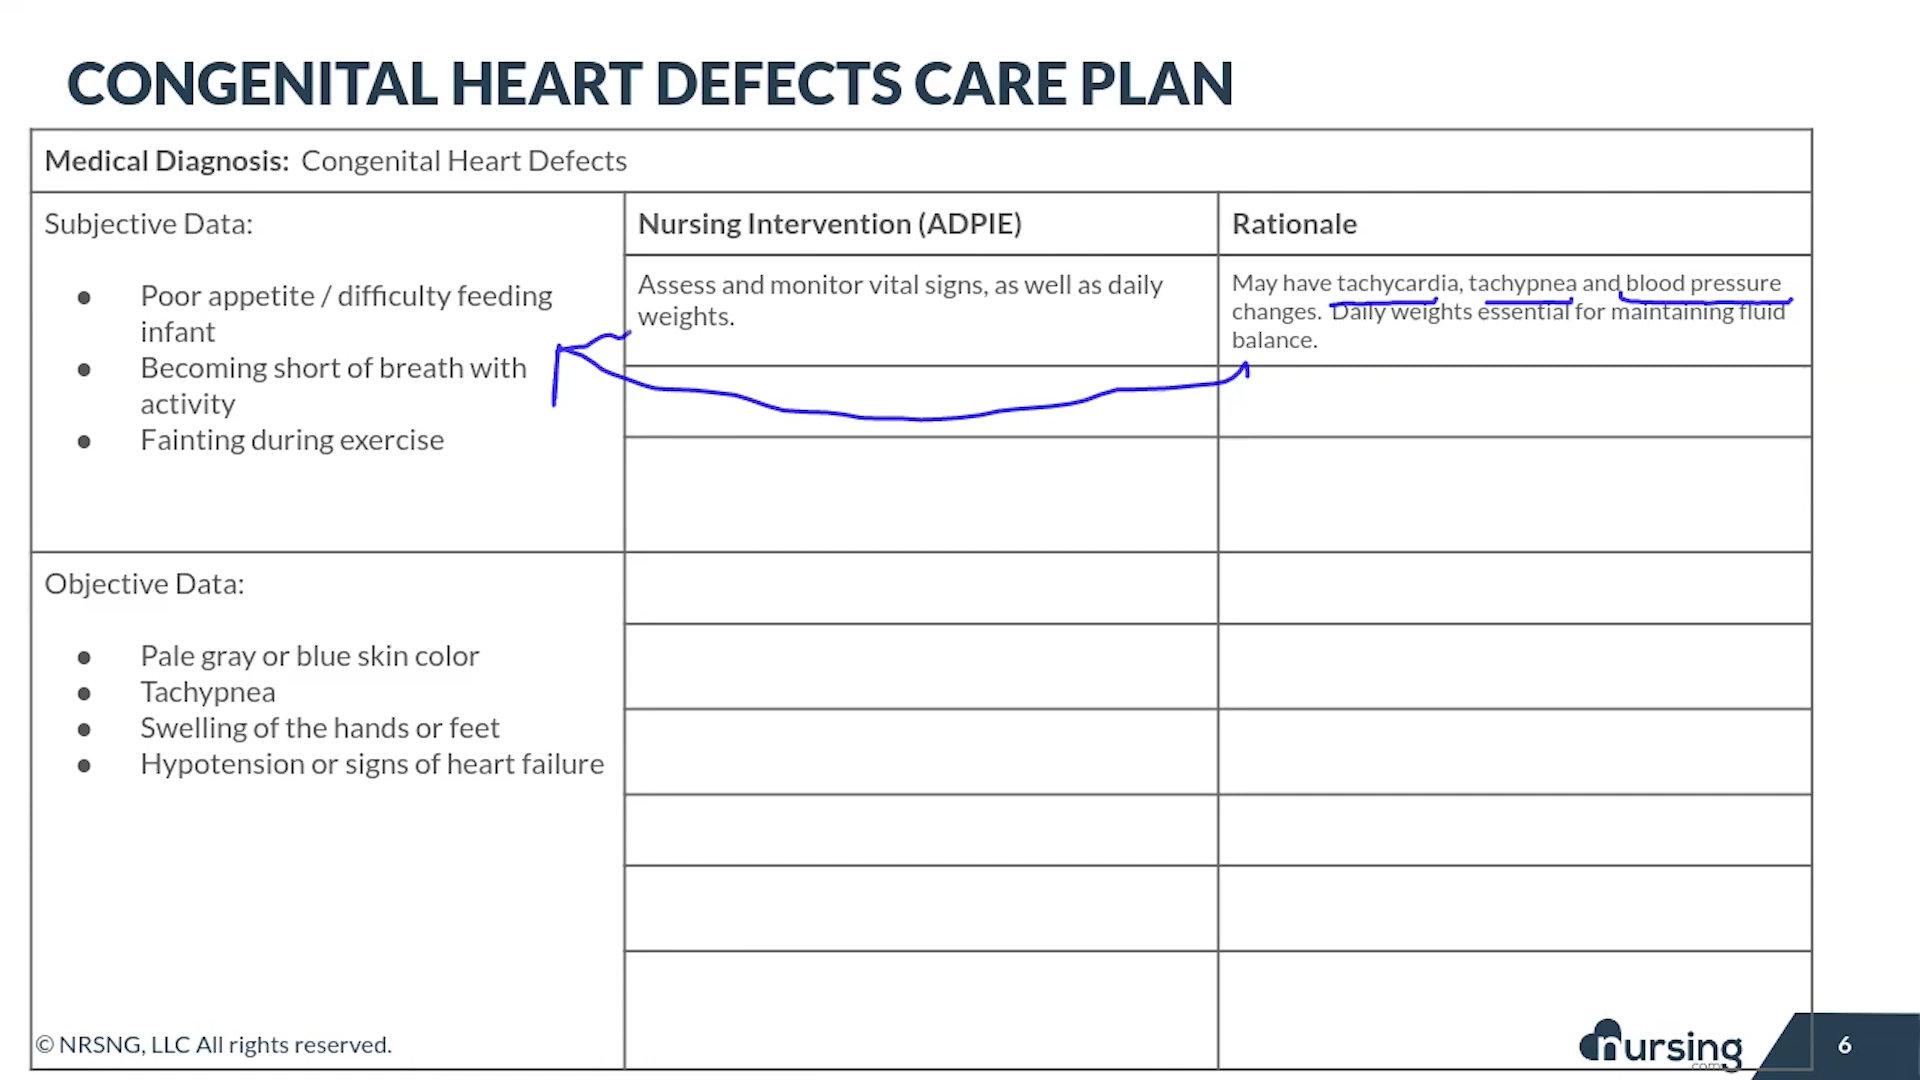 CONGENITAL HEART DEFECTS CARE PLAN
Medical Diagnosis: Congenital Heart Defects
Subjective Data:
● Poor appetite / difficulty feeding
infant
● Becoming short of breath with
activity
● Fainting during exercise
Nursing Intervention (ADPIE)
Rationale
Assess and monitor vital signs, as well as daily
weights.
May have tachycardia, tachypnea and blood pressure
changes. Daily weights essential for maintaining fluid
balance.
Objective Data:
● Pale gray or blue skin color
● Tachypnea
● Swelling of the hands or feet
● Hypotension or signs of heart failure
© NRSNG, LLC All rights reserved.
nursing
.com
6